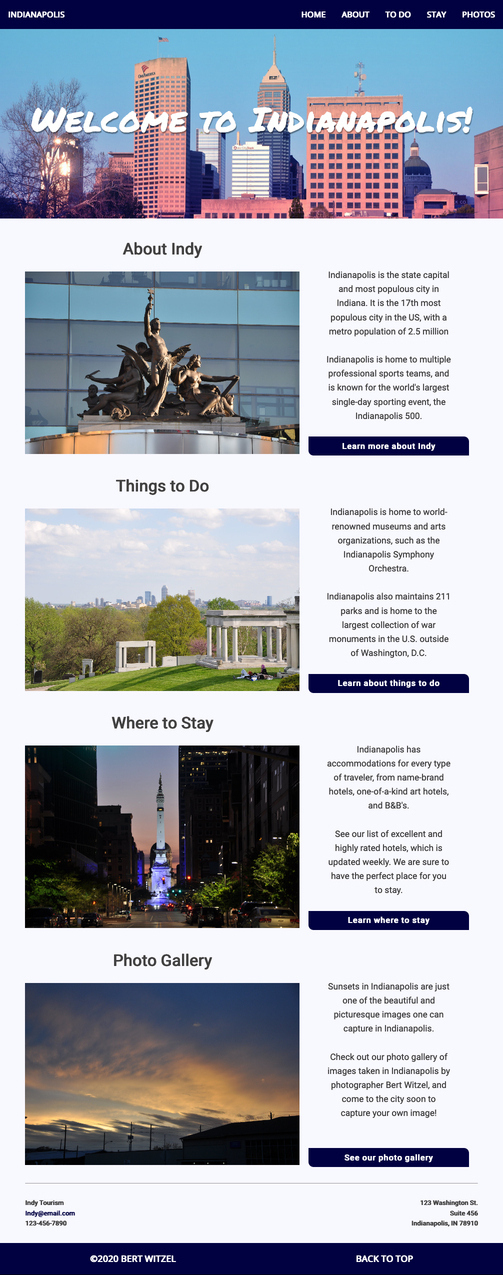 INDIANAPOLIS
HOME ABOUT TO DO STAY PHOTOS
Welcome to Indianapolis!
About Indy
Indianapolis is the state capital
and most populous city in
Indiana. It is the 17th most
populous city in the US, with a
metro population of 2.5 million
Indianapolis is home to multiple
professional sports teams, and
is known for the world's largest
single-day sporting event, the
Indianapolis 500.
Learn more about Indy
Things to Do
Indianapolis is home to world-
renowned museums and arts
organizations, such as the
Indianapolis Symphony
Orchestra.
Indianapolis also maintains 211
parks and is home to the
largest collection of war
monuments in the U.S. outside
of Washington, D.C.
Learn about things to do
Where to Stay
Indianapolis has
accommodations for every type
of traveler, from name-brand
hotels, one-of-a-kind art hotels,
and B&B's.
See our list of excellent and
highly rated hotels, which is
updated weekly. We are sure to
have the perfect place for you
to stay.
Learn where to stay
Photo Gallery
Sunsets in Indianapolis are just
one of the beautiful and
picturesque images one can
capture in Indianapolis.
Check out our photo gallery of
images taken in Indianapolis by
photographer Bert Witzel, and
come to the city soon to
capture your own image!
See our photo gallery
Indy Tourism
Indy@email.com
123-456-7890
123 Washington St.
Suite 456
Indianapolis, IN 78910
©2020 BERT WITZEL
BACK TO TOP